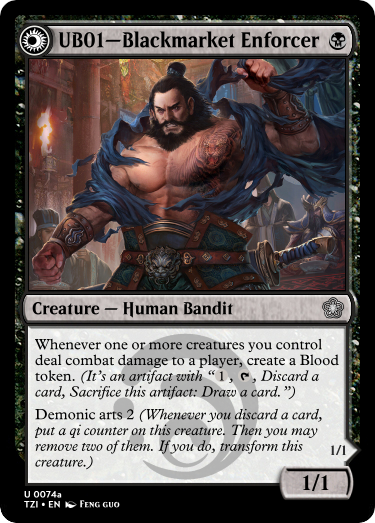 UB01—Blackmarket Enforcer
Creature — Human Bandit
Whenever one or more creatures you control
deal combat damage to a player, create a Blood
token. (It's an artifact with “1, , Discard a
card, Sacrifice this artifact: Draw a card.”)
Demonic arts 2 (Whenever you discard a card,
put a qi counter on this creature. Then you may
remove two of them. If you do, transform this
creature.)
1/1
1/1
U 0074a
TZI • EN Feng guo